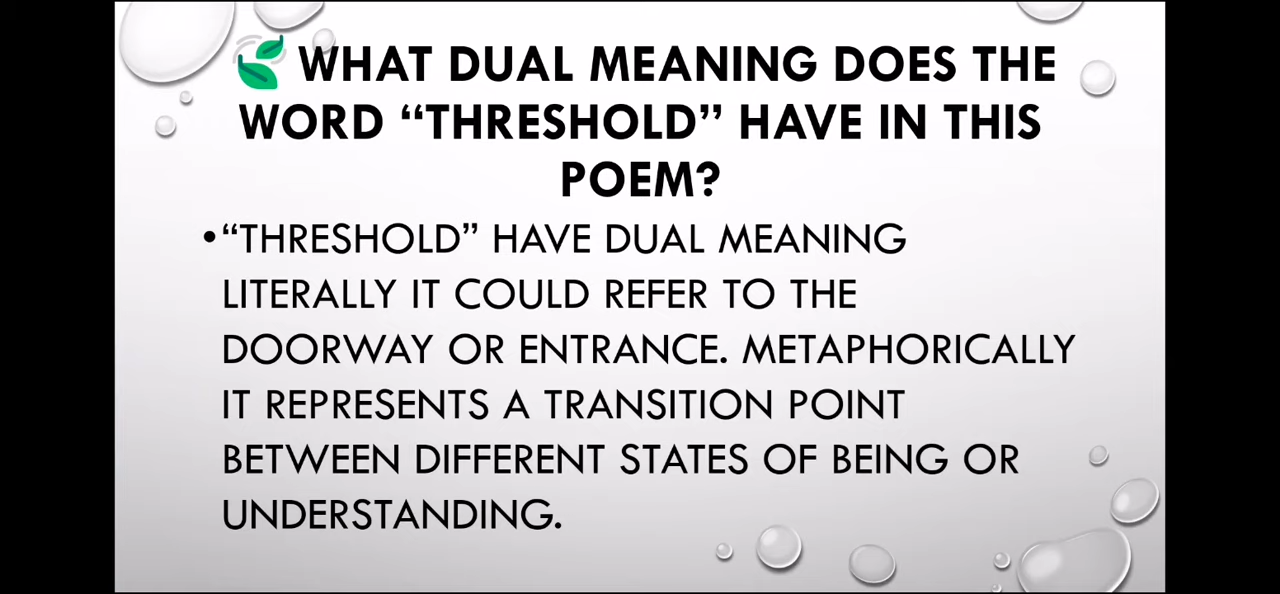 WHAT DUAL MEANING DOES THE
WORD “THRESHOLD” HAVE IN THIS
POEM?
•“THRESHOLD” HAVE DUAL MEANING
LITERALLY IT COULD REFER TO THE
DOORWAY OR ENTRANCE. METAPHORICALLY
IT REPRESENTS A TRANSITION POINT
BETWEEN DIFFERENT STATES OF BEING OR
UNDERSTANDING.